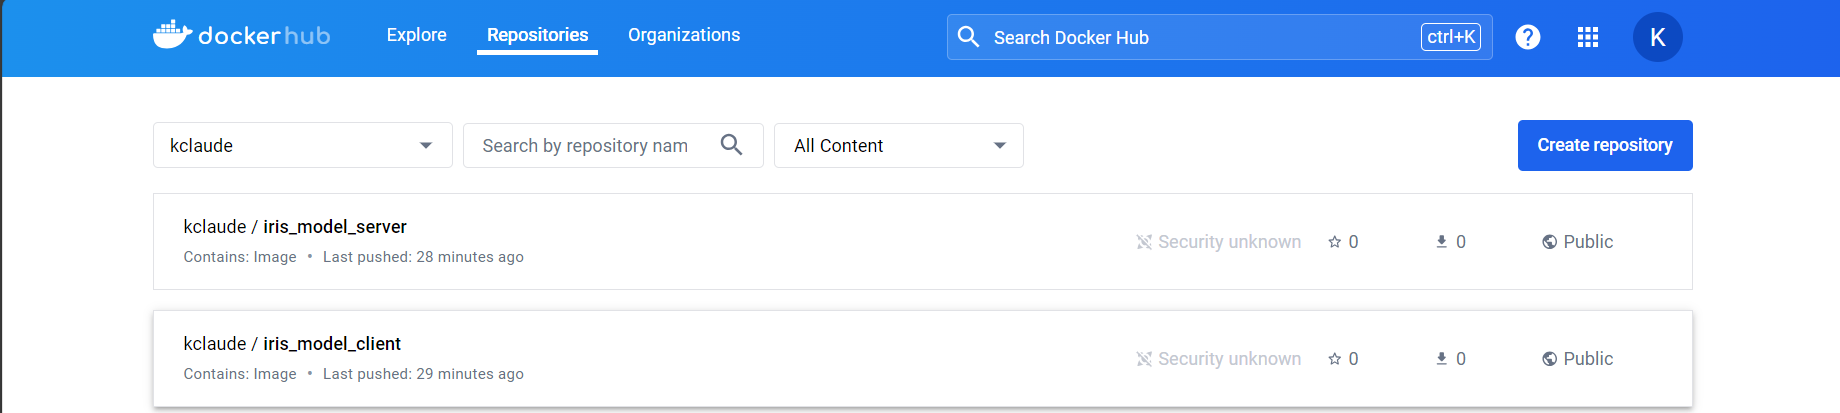 dockerhub Explore Repositories Organizations Search Docker Hub ctrl+K ? K
kclaude Search by repository nam All Content Create repository
kclaude / iris_model_server
Security unknown 0 0 Public
Contains: Image • Last pushed: 28 minutes ago
kclaude / iris_model_client
Security unknown 0 0 Public
Contains: Image • Last pushed: 29 minutes ago